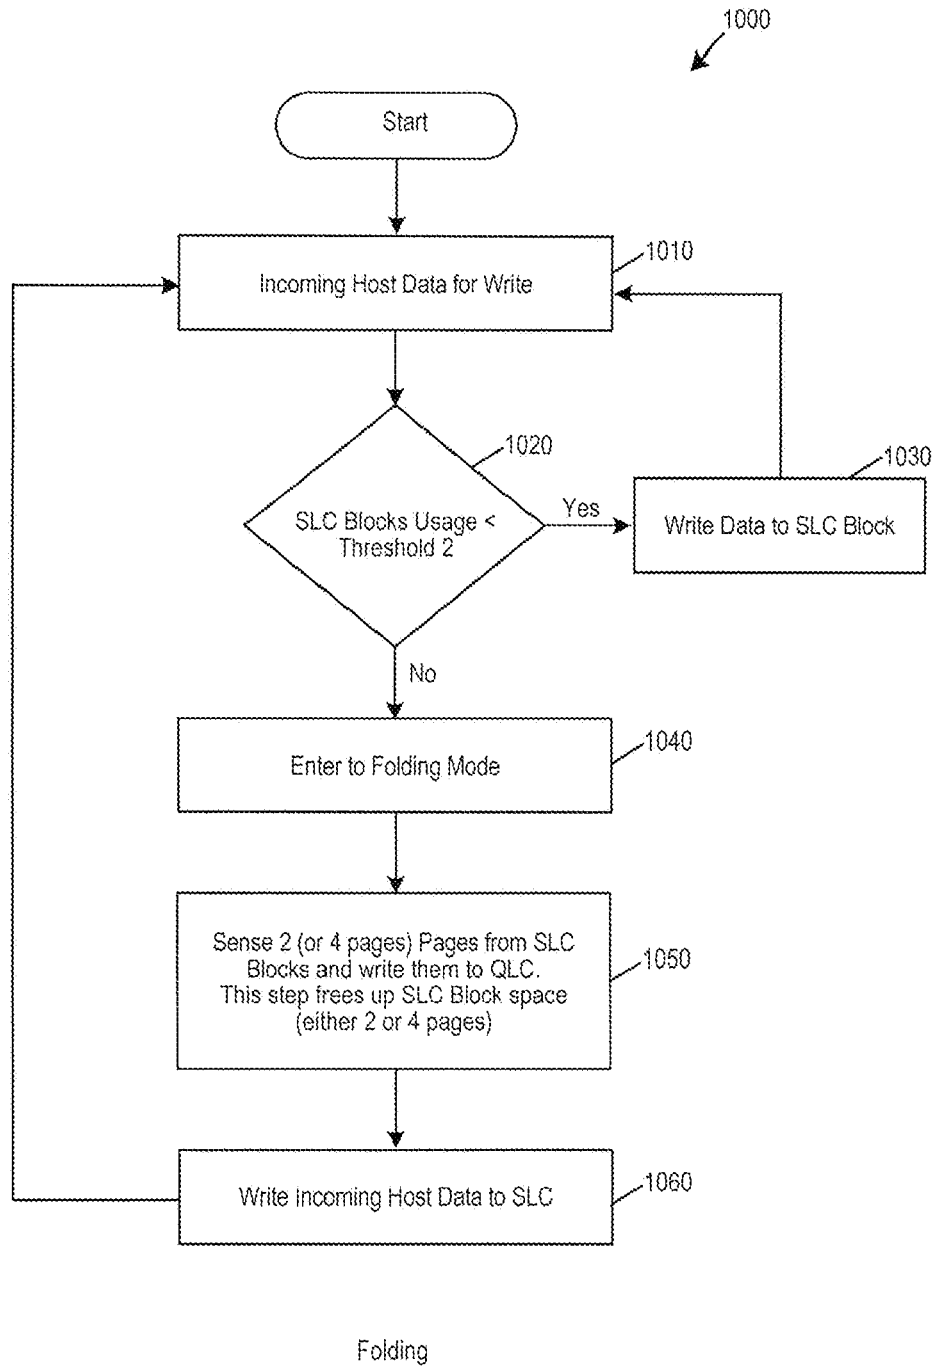 1000
Start
Incoming Host Data for Write
1010
1020
SLC Blocks Usage <
Threshold 2
Yes
1030
Write Data to SLC Block
No
Enter to Folding Mode
1040
Sense 2 (or 4 pages) Pages from SLC
Blocks and write them to QLC.
This step frees up SLC Block space
(either 2 or 4 pages)
1050
Write Incoming Host Data to SLC
1060
Folding